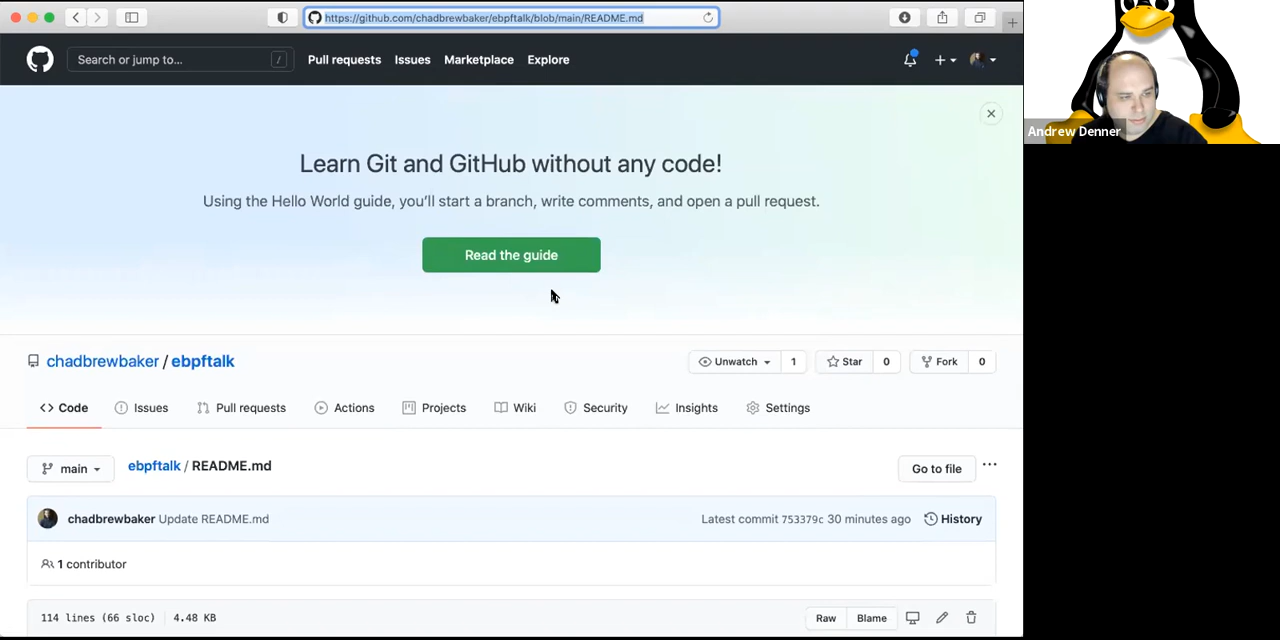 https://github.com/chadbrewbaker/ebpftalk/blob/main/README.md
Search or jump to... /
Pull requests Issues Marketplace Explore
Learn Git and GitHub without any code!
Using the Hello World guide, you'll start a branch, write comments, and open a pull request.
Read the guide
chadbrewbaker / ebpftalk
Unwatch 1 Star 0 Fork 0
Code Issues Pull requests Actions Projects Wiki Security Insights Settings
main ebpftalk / README.md Go to file
chadbrewbaker Update README.md Latest commit 753379c 30 minutes ago History
1 contributor
114 lines (66 sloc) 4.48 KB Raw Blame
Andrew Denner